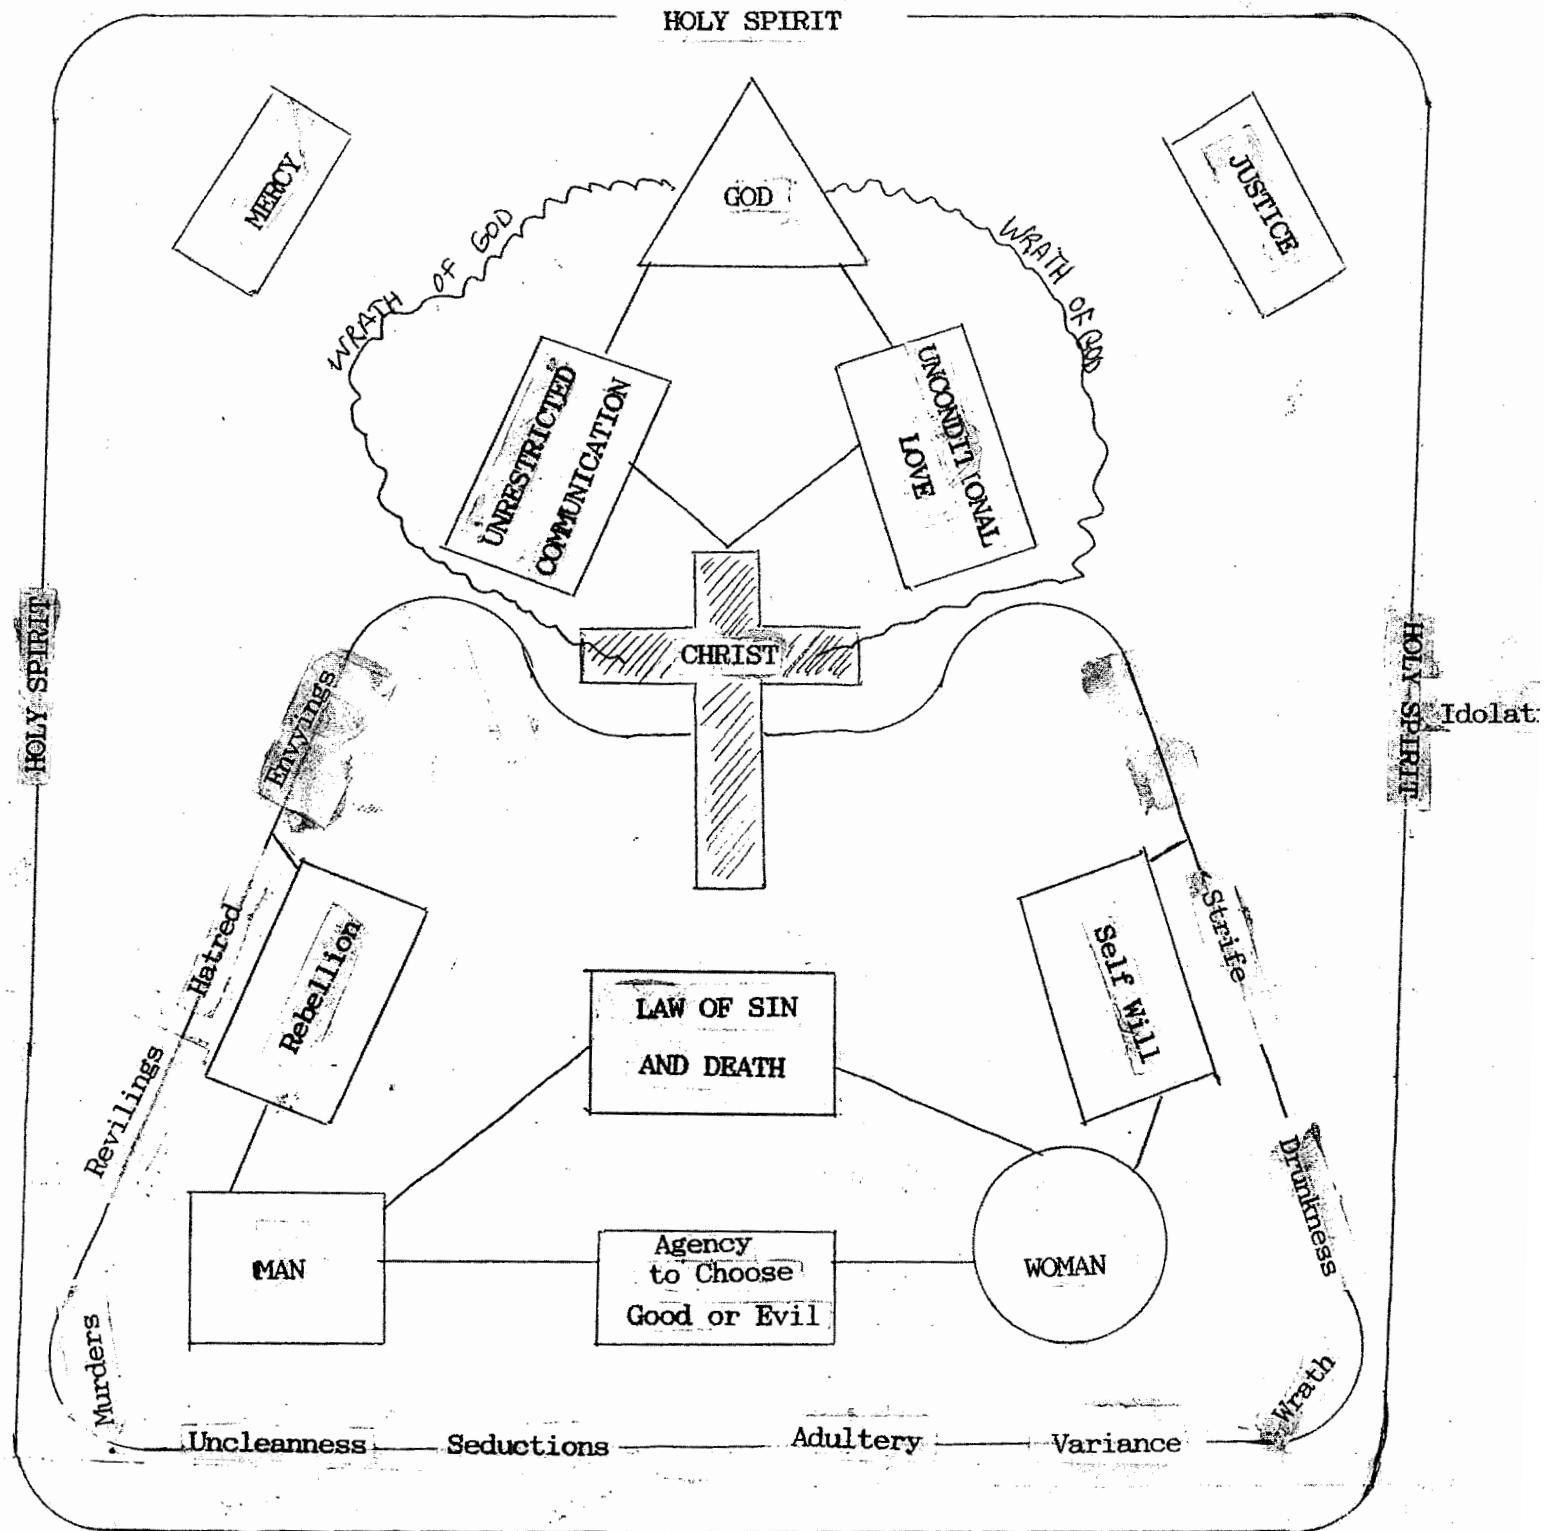 HOLY SPIRIT
MERCY
JUSTICE
GOD
WRATH OF GOD
WRATH OF GOD
UNRESTRICTED
COMMUNICATION
UNCONDITIONAL
LOVE
HOLY SPIRIT
CHRIST
HOLY SPIRIT
Envyings
Idolat
Hatred
Rebellion
Self Will
Strife
LAW OF SIN
AND DEATH
Revilings
Drunkness
MAN
Agency
to Choose
Good or Evil
WOMAN
Murders
Wrath
Uncleanness
Seductions
Adultery
Variance